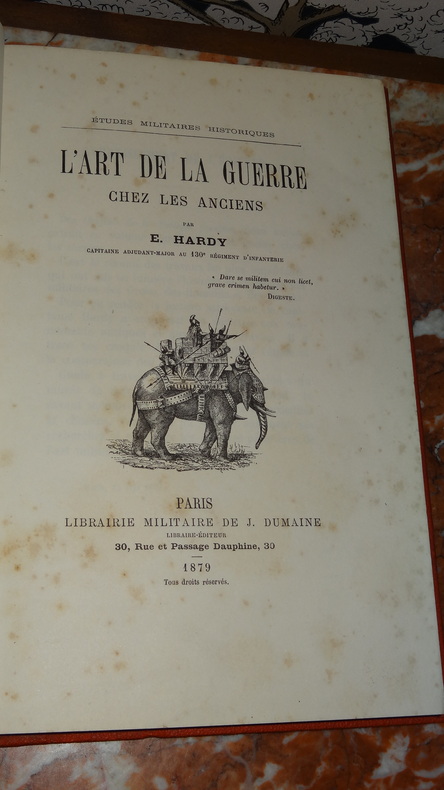 ÉTUDES MILITAIRES HISTORIQUES
L'ART DE LA GUERRE
CHEZ LES ANCIENS
PAR
E. HARDY
CAPITAINE ADJUDANT-MAJOR AU 130e RÉGIMENT D'INFANTERIE
« Dare se militem cui non licet,
grave crimen habetur. »
DIGESTE.
PARIS
LIBRAIRIE MILITAIRE DE J. DUMAINE
LIBRAIRE-ÉDITEUR
30, Rue et Passage Dauphine, 30
1879
Tous droits réservés.